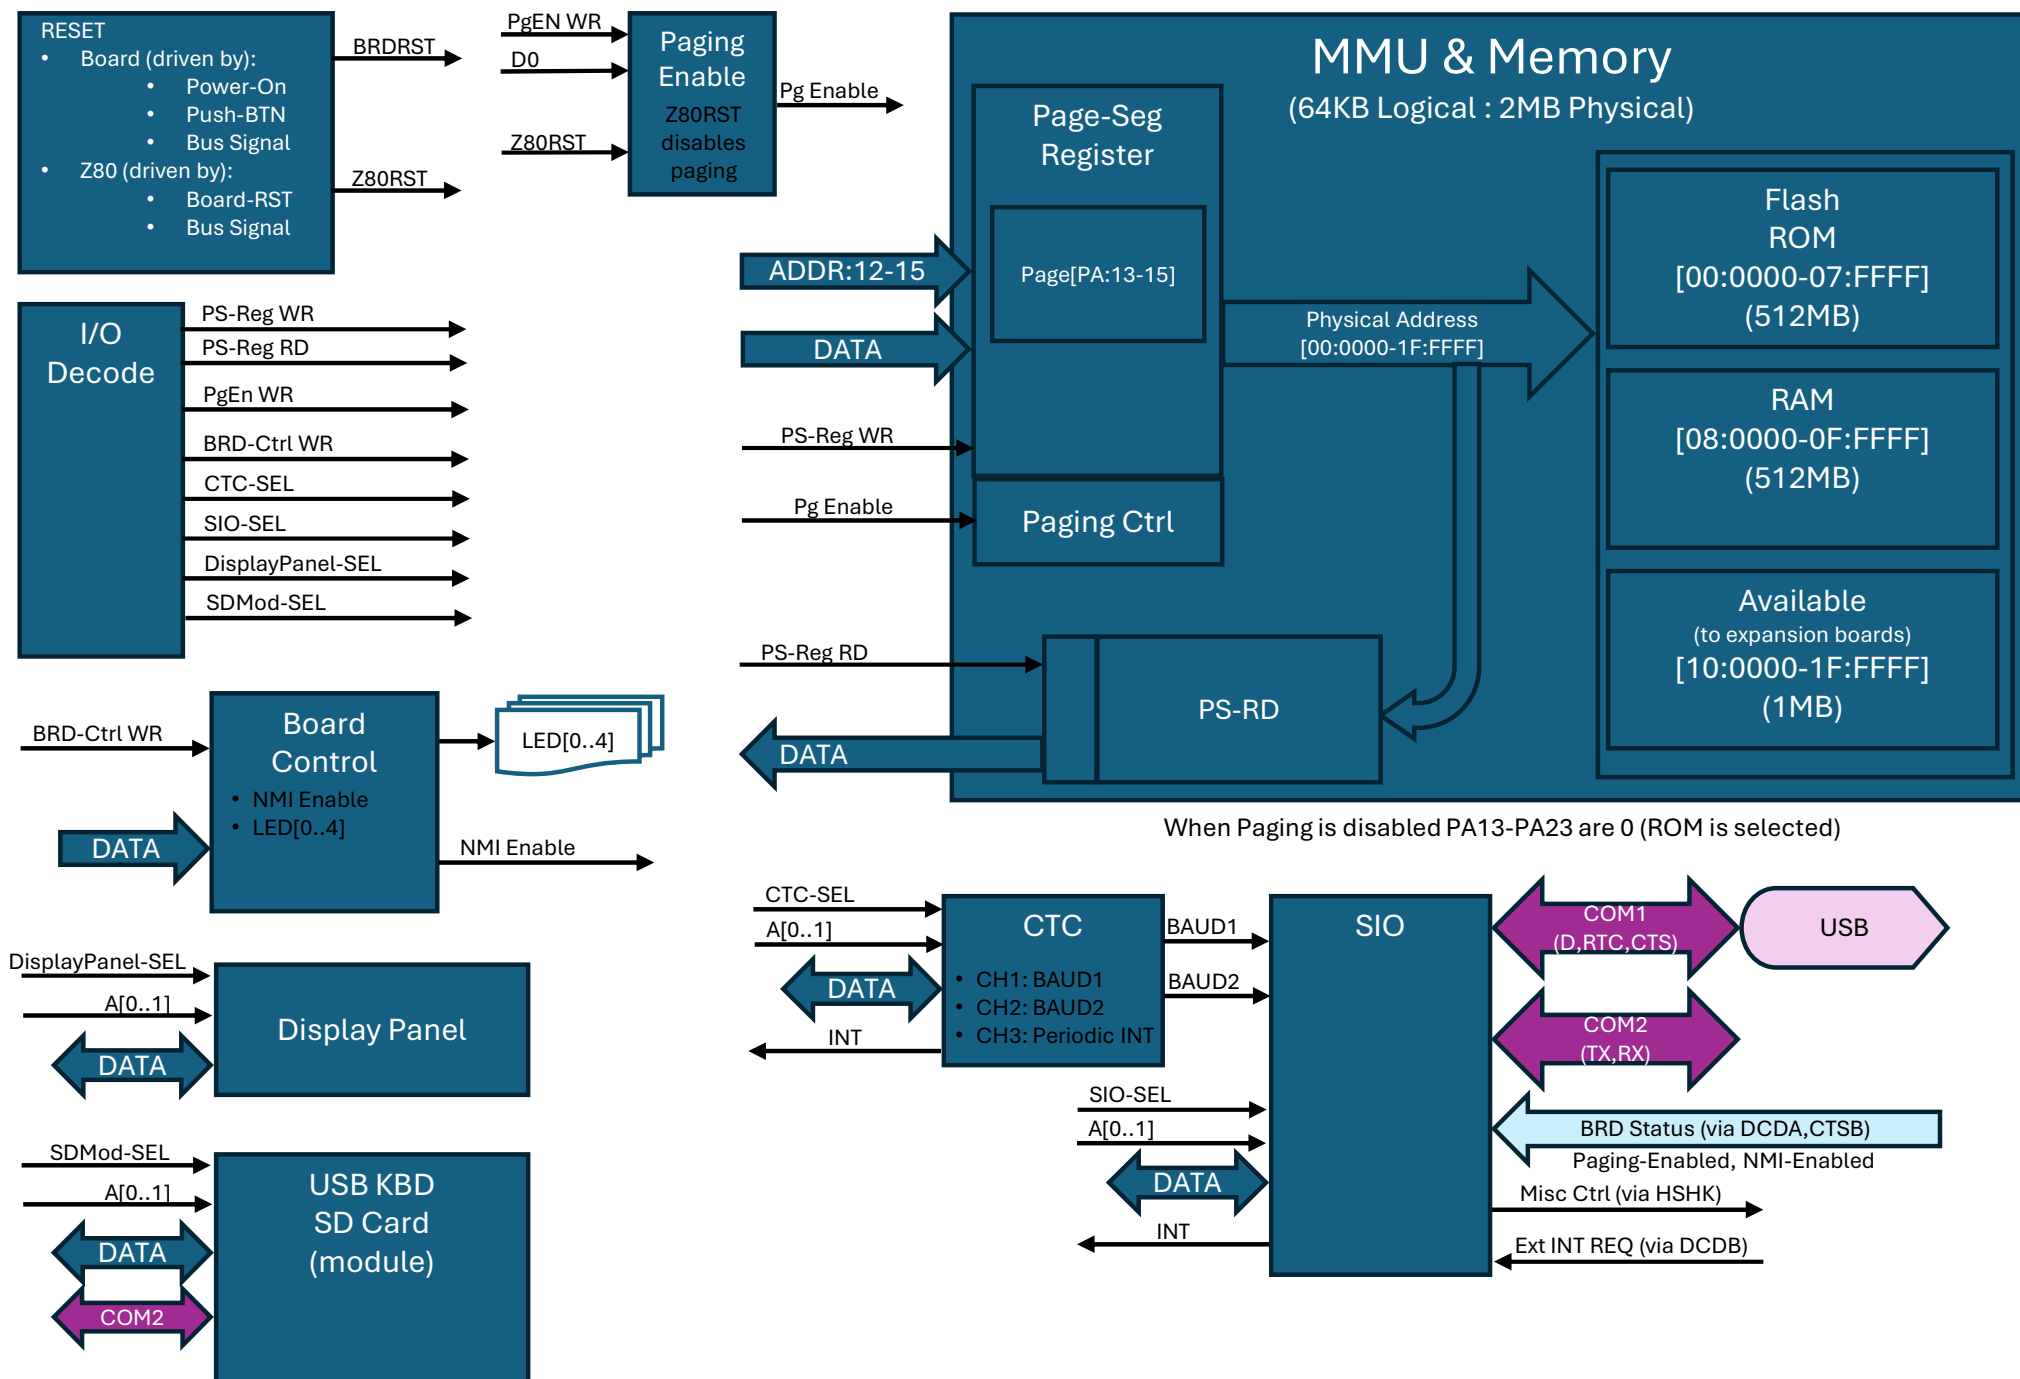 RESET
• Board (driven by):
• Power-On
• Push-BTN
• Bus Signal
• Z80 (driven by):
• Board-RST
• Bus Signal
BRDRST
Z80RST
PgEN WR
D0
Z80RST
Paging
Enable
Z80RST
disables
paging
Pg Enable
MMU & Memory
(64KB Logical : 2MB Physical)
Page-Seg
Register
Page[PA:13-15]
ADDR:12-15
DATA
PS-Reg WR
Pg Enable
Paging Ctrl
Physical Address
[00:0000-1F:FFFF]
Flash
ROM
[00:0000-07:FFFF]
(512MB)
RAM
[08:0000-0F:FFFF]
(512MB)
Available
(to expansion boards)
[10:0000-1F:FFFF]
(1MB)
PS-Reg RD
PS-RD
DATA
When Paging is disabled PA13-PA23 are 0 (ROM is selected)
I/O
Decode
PS-Reg WR
PS-Reg RD
PgEn WR
BRD-Ctrl WR
CTC-SEL
SIO-SEL
DisplayPanel-SEL
SDMod-SEL
BRD-Ctrl WR
DATA
Board
Control
• NMI Enable
• LED[0..4]
LED[0..4]
NMI Enable
DisplayPanel-SEL
A[0..1]
DATA
Display Panel
SDMod-SEL
A[0..1]
DATA
COM2
USB KBD
SD Card
(module)
CTC-SEL
A[0..1]
DATA
INT
CTC
• CH1: BAUD1
• CH2: BAUD2
• CH3: Periodic INT
BAUD1
BAUD2
SIO
SIO-SEL
A[0..1]
DATA
INT
COM1
(D,RTC,CTS)
USB
COM2
(TX,RX)
BRD Status (via DCDA,CTSB)
Paging-Enabled, NMI-Enabled
Misc Ctrl (via HSHK)
Ext INT REQ (via DCDB)